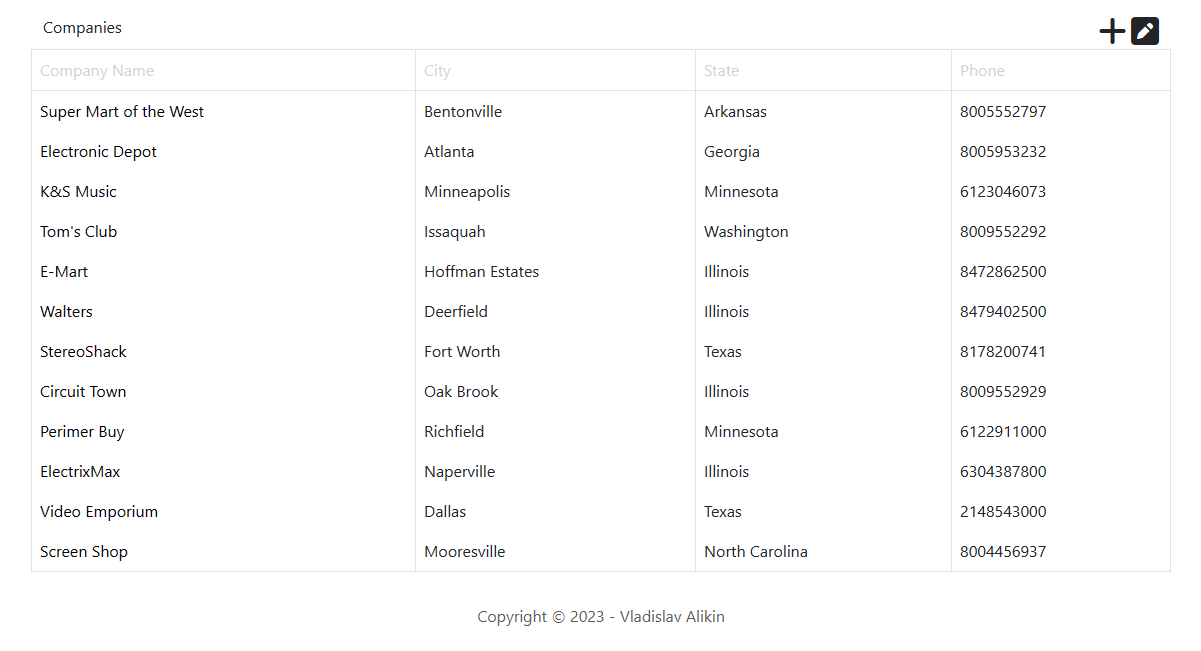 Companies
Company Name City State Phone
Super Mart of the West Bentonville Arkansas 8005552797
Electronic Depot Atlanta Georgia 8005953232
K&S Music Minneapolis Minnesota 6123046073
Tom's Club Issaquah Washington 8009552292
E-Mart Hoffman Estates Illinois 8472862500
Walters Deerfield Illinois 8479402500
StereoShack Fort Worth Texas 8178200741
Circuit Town Oak Brook Illinois 8009552929
Perimer Buy Richfield Minnesota 6122911000
ElectrixMax Naperville Illinois 6304387800
Video Emporium Dallas Texas 2148543000
Screen Shop Mooresville North Carolina 8004456937
Copyright © 2023 - Vladislav Alikin